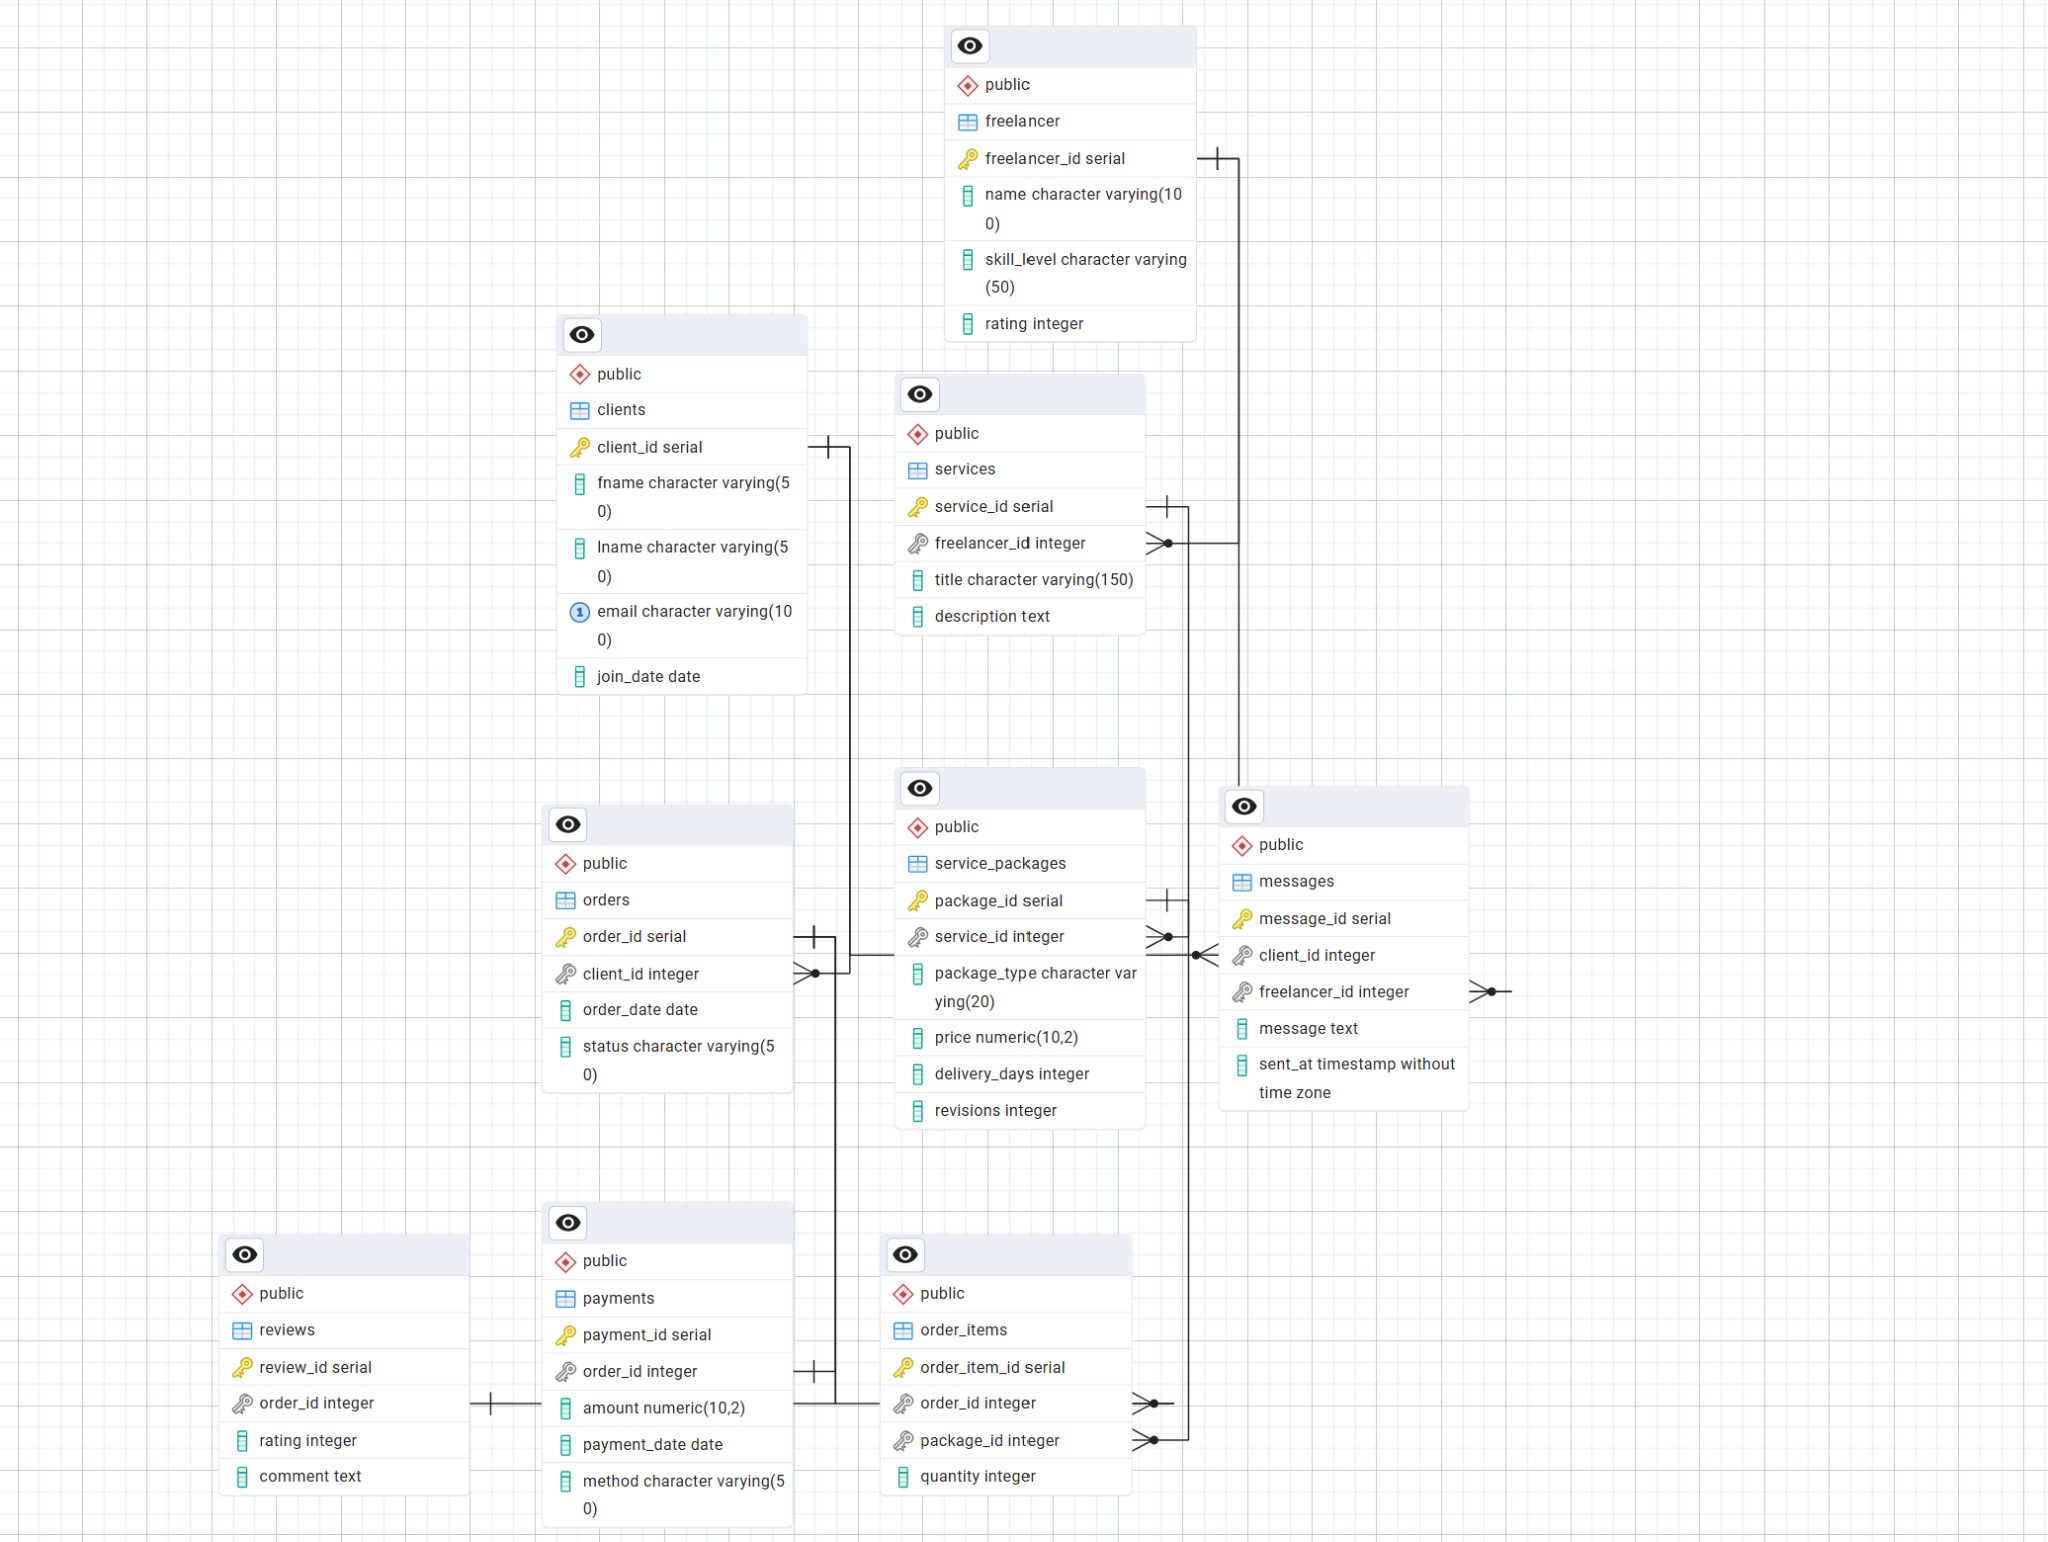 public
freelancer
freelancer_id serial
name character varying(10
0)
skill_level character varying
(50)
rating integer
public
clients
client_id serial
fname character varying(5
0)
lname character varying(5
0)
1
email character varying(10
0)
join_date date
public
services
service_id serial
freelancer_id integer
title character varying(150)
description text
public
orders
order_id serial
client_id integer
order_date date
status character varying(5
0)
public
service_packages
package_id serial
service_id integer
package_type character var
ying(20)
price numeric(10,2)
delivery_days integer
revisions integer
public
messages
message_id serial
client_id integer
freelancer_id integer
message text
sent_at timestamp without
time zone
public
reviews
review_id serial
order_id integer
rating integer
comment text
public
payments
payment_id serial
order_id integer
amount numeric(10,2)
payment_date date
method character varying(5
0)
public
order_items
order_item_id serial
order_id integer
package_id integer
quantity integer